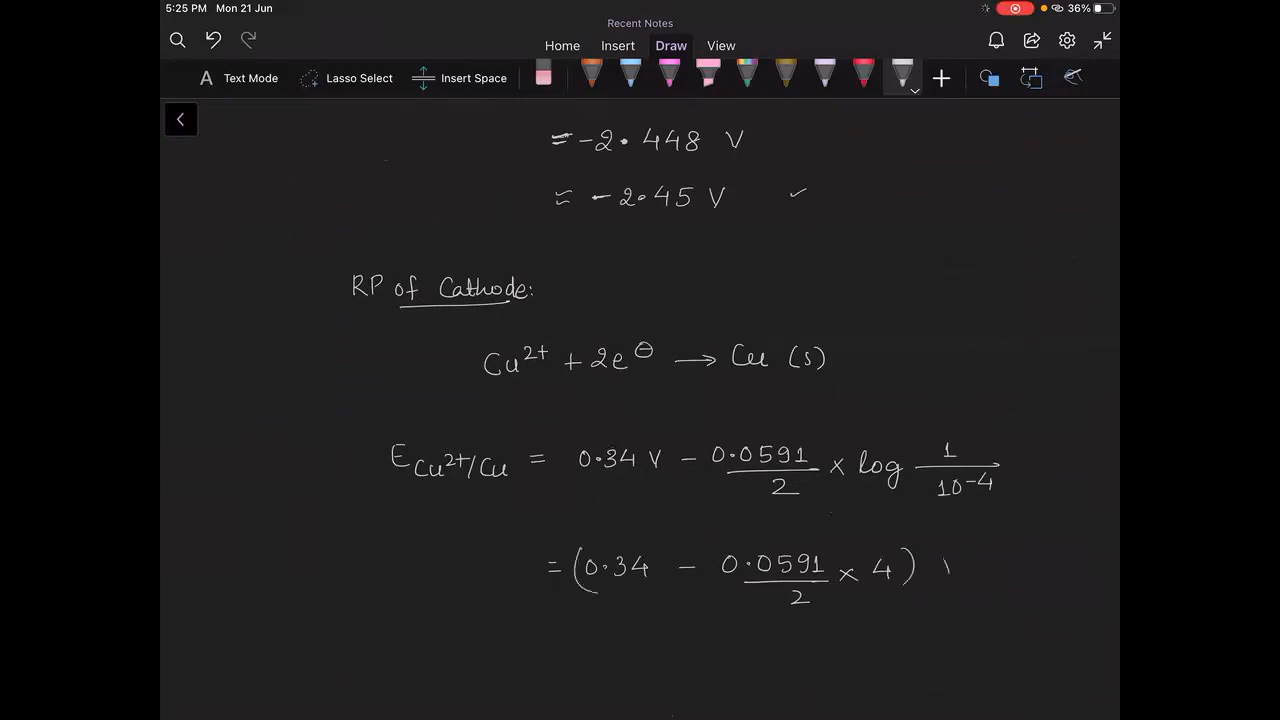 5:25 PM Mon 21 Jun
36%
Recent Notes
Home Insert Draw View
Text Mode Lasso Select Insert Space
= -2.448 V
≈ -2.45 V ✓
RP of Cathode:
Cu²⁺ + 2e⊖ → Cu (s)
E Cu²⁺/Cu = 0.34 V - 0.0591/2 × log 1/10⁻⁴
= (0.34 - 0.0591/2 × 4)